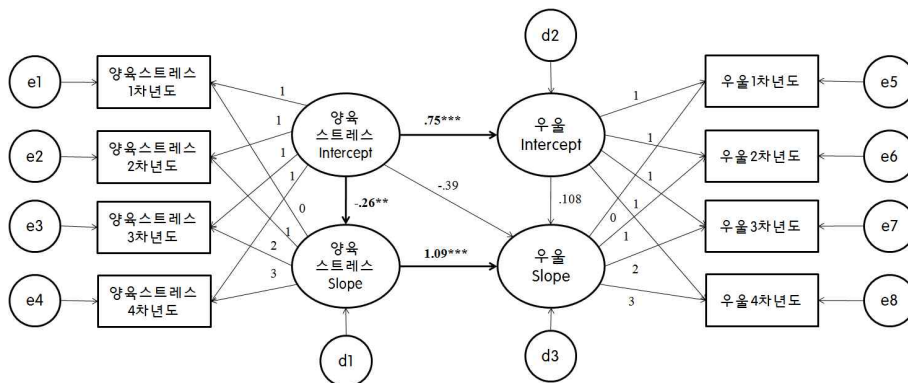 d2
e1
양육스트레스
1차년도
1
양육
스트레스
Intercept
.75***
우울
Intercept
1
우울1차년도
e5
e2
양육스트레스
2차년도
1
1
우울2차년도
e6
1
1
-.39
.108
1
1
0
-.26**
0
e3
양육스트레스
3차년도
1
2
3
양육
스트레스
Slope
1.09***
우울
Slope
1
2
3
우울3차년도
e7
e4
양육스트레스
4차년도
우울4차년도
e8
d1
d3